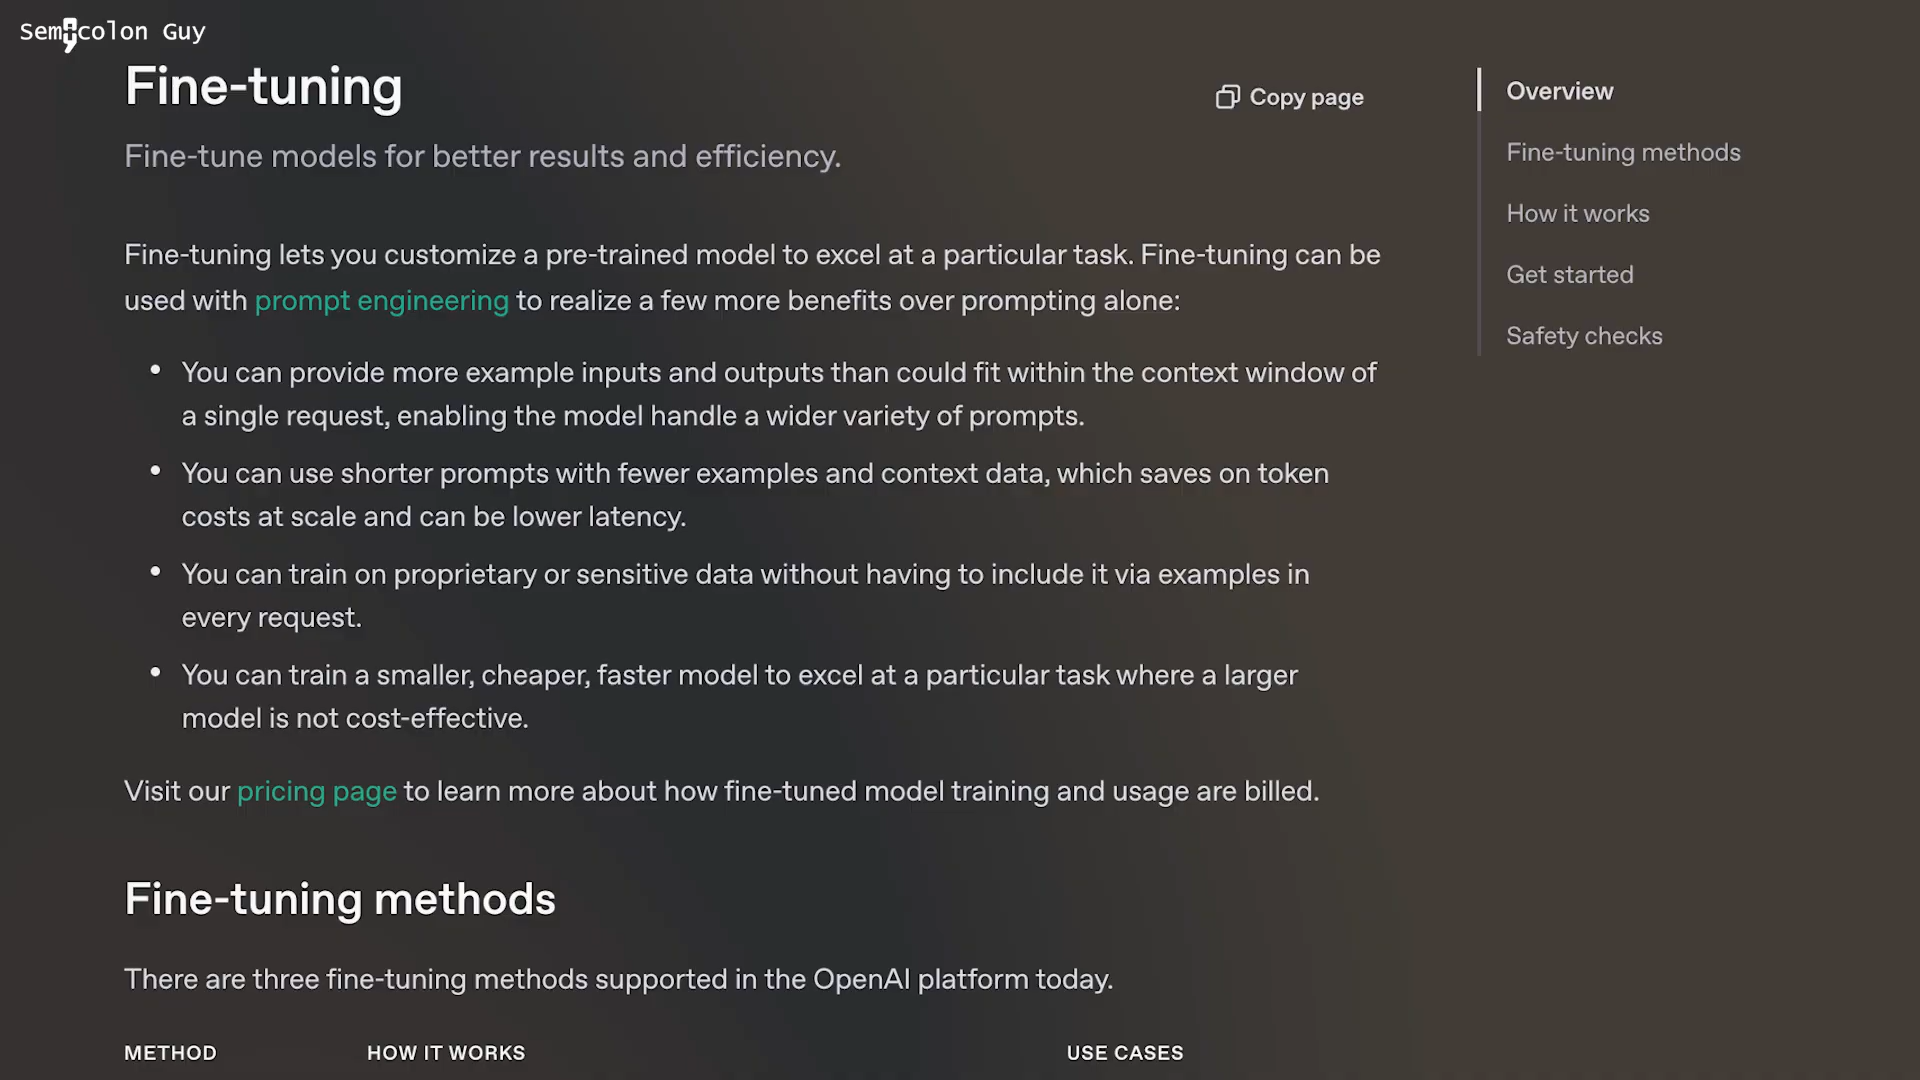 Semicolon Guy
Fine-tuning
Copy page
Fine-tune models for better results and efficiency.
Fine-tuning lets you customize a pre-trained model to excel at a particular task. Fine-tuning can be
used with prompt engineering to realize a few more benefits over prompting alone:
• You can provide more example inputs and outputs than could fit within the context window of
a single request, enabling the model handle a wider variety of prompts.
• You can use shorter prompts with fewer examples and context data, which saves on token
costs at scale and can be lower latency.
• You can train on proprietary or sensitive data without having to include it via examples in
every request.
• You can train a smaller, cheaper, faster model to excel at a particular task where a larger
model is not cost-effective.
Visit our pricing page to learn more about how fine-tuned model training and usage are billed.
Fine-tuning methods
There are three fine-tuning methods supported in the OpenAI platform today.
METHOD HOW IT WORKS USE CASES
Overview
Fine-tuning methods
How it works
Get started
Safety checks